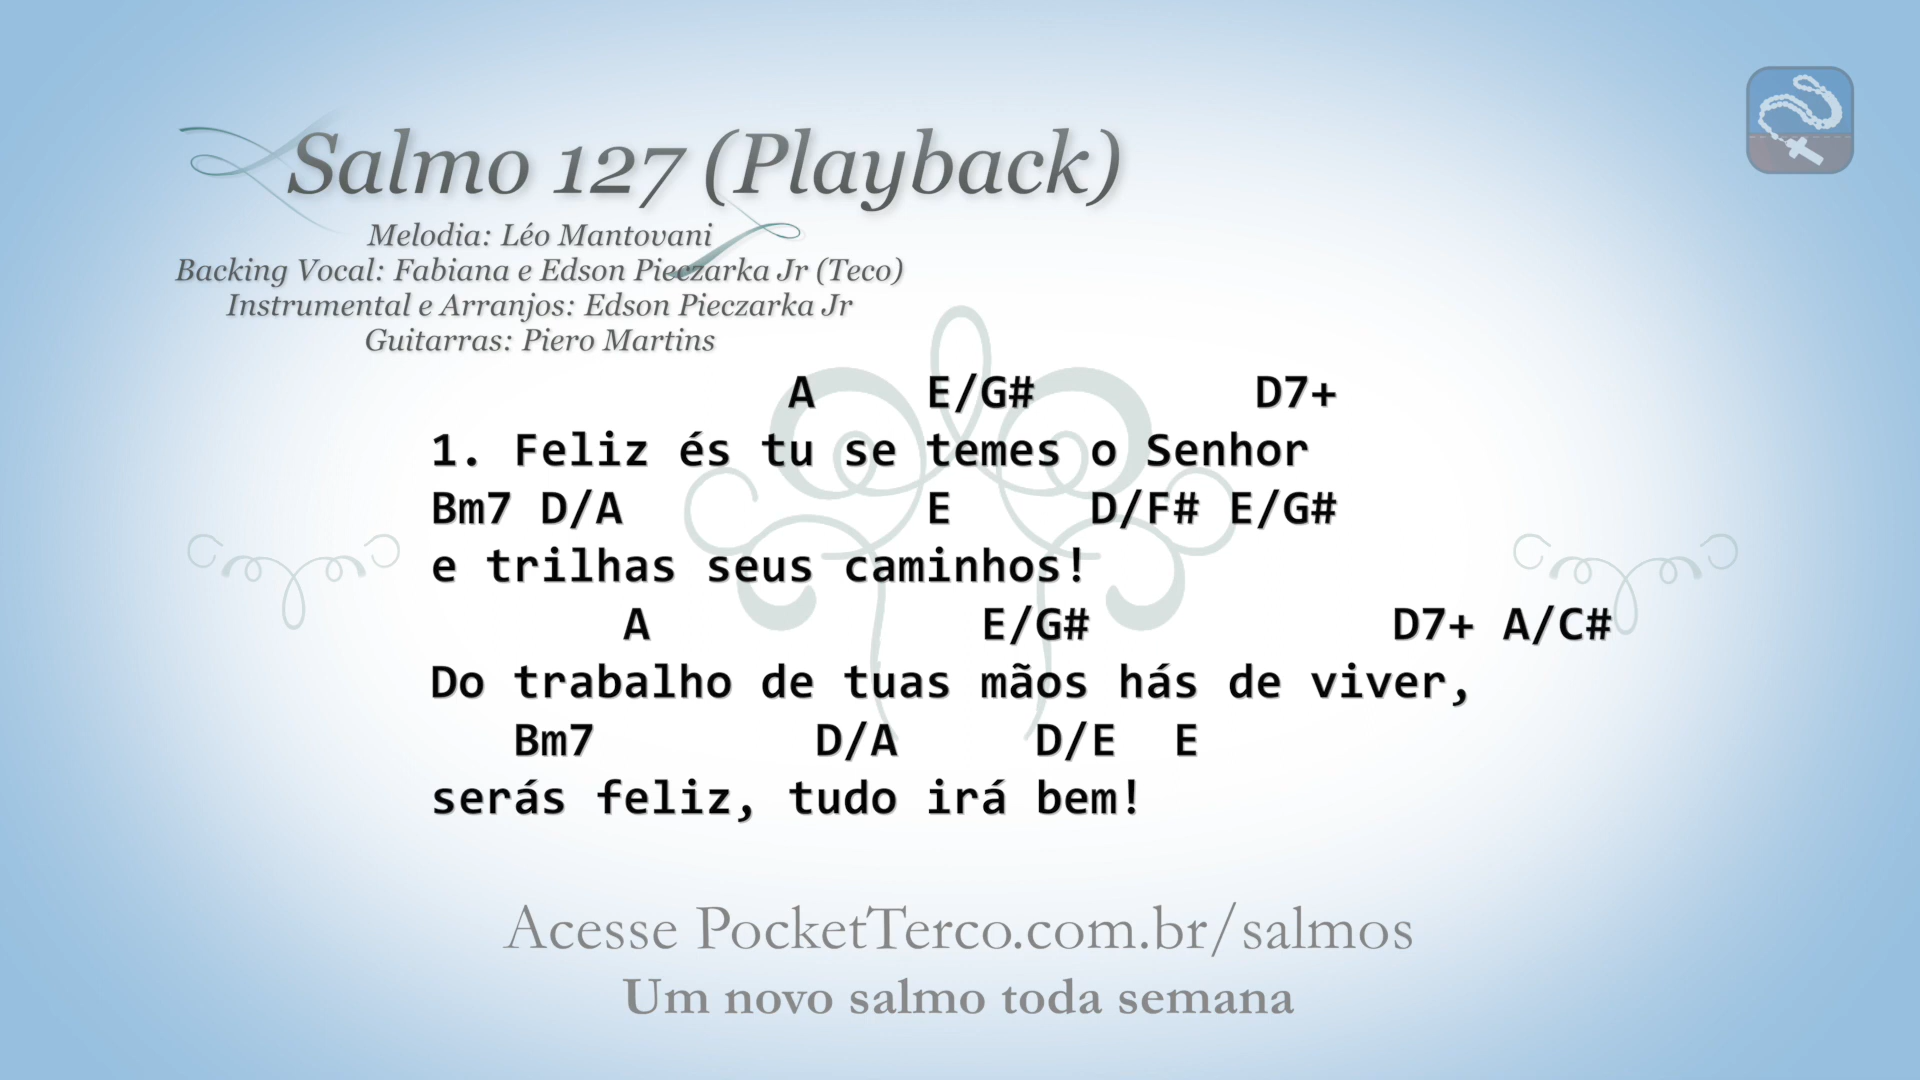 Salmo 127 (Playback)
Melodia: Léo Mantovani
Backing Vocal: Fabiana e Edson Pieczarka Jr (Teco)
Instrumental e Arranjos: Edson Pieczarka Jr
Guitarras: Piero Martins
A    E/G#        D7+
1. Feliz és tu se temes o Senhor
Bm7 D/A           E     D/F# E/G#
e trilhas seus caminhos!
A            E/G#           D7+ A/C#
Do trabalho de tuas mãos hás de viver,
Bm7        D/A     D/E  E
serás feliz, tudo irá bem!
Acesse PocketTerco.com.br/salmos
Um novo salmo toda semana